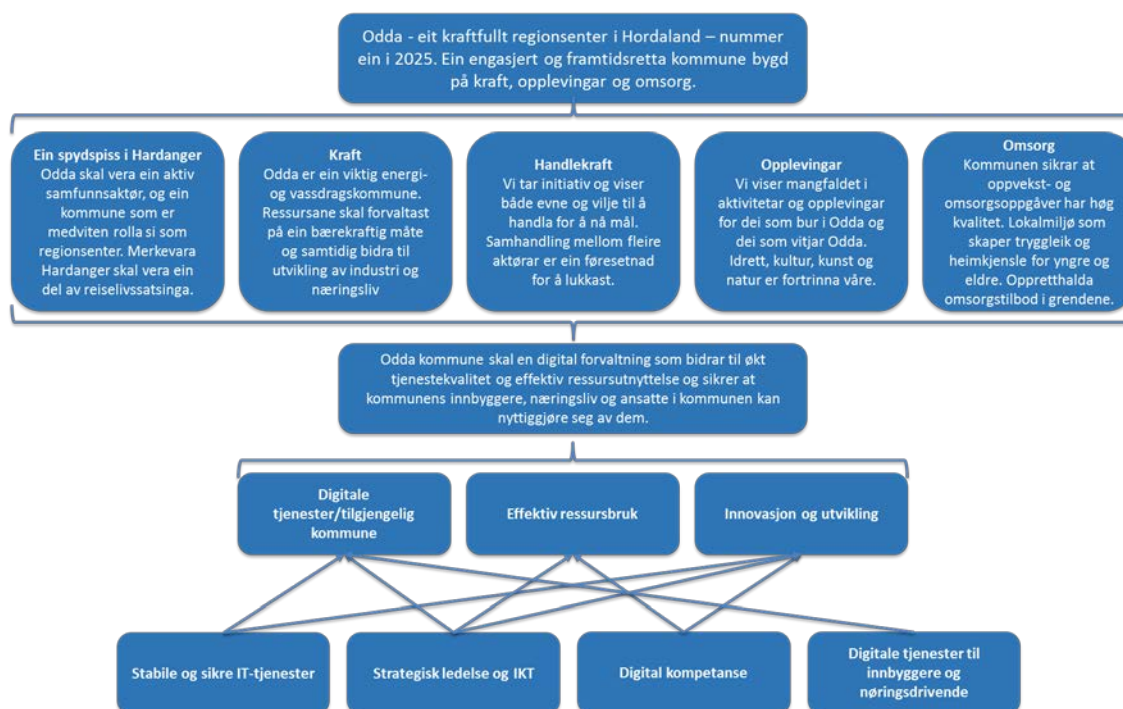 Odda - eit kraftfullt regionsenter i Hordaland – nummer
ein i 2025. Ein engasjert og framtidsretta kommune bygd
på kraft, opplevingar og omsorg.
Ein spydspiss i Hardanger
Odda skal vera ein aktiv
samfunnsaktør, og ein
kommune som er
medviten rolla si som
regionsenter. Merkevara
Hardanger skal vera ein
del av reiselivssatsinga.
Kraft
Odda er ein viktig energi-
og vassdragskommune.
Ressursane skal forvaltast
på ein bærekraftig måte
og samtidig bidra til
utvikling av industri og
næringsliv
Handlekraft
Vi tar initiativ og viser
både evne og vilje til å
handla for å nå mål.
Samhandling mellom fleire
aktørar er ein føresetnad
for å lukkast.
Opplevingar
Vi viser mangfaldet i
aktivitetar og opplevingar
for dei som bur i Odda og
dei som vitjar Odda.
Idrett, kultur, kunst og
natur er fortrinna våre.
Omsorg
Kommunen sikrar at
oppvekst- og
omsorgsoppgåver har høg
kvalitet. Lokalmiljø som
skaper tryggleik og
heimkjensle for yngre og
eldre. Oppretthalda
omsorgstilbod i grendene.
Odda kommune skal en digital forvaltning som bidrar til økt
tjenestekvalitet og effektiv ressursutnyttelse og sikrer at
kommunens innbyggere, næringsliv og ansatte i kommunen kan
nyttiggjøre seg av dem.
Digitale
tjenester/tilgjengelig
kommune
Effektiv ressursbruk
Innovasjon og utvikling
Stabile og sikre IT-tjenester
Strategisk ledelse og IKT
Digital kompetanse
Digitale tjenester til
innbyggere og
nøringsdrivende